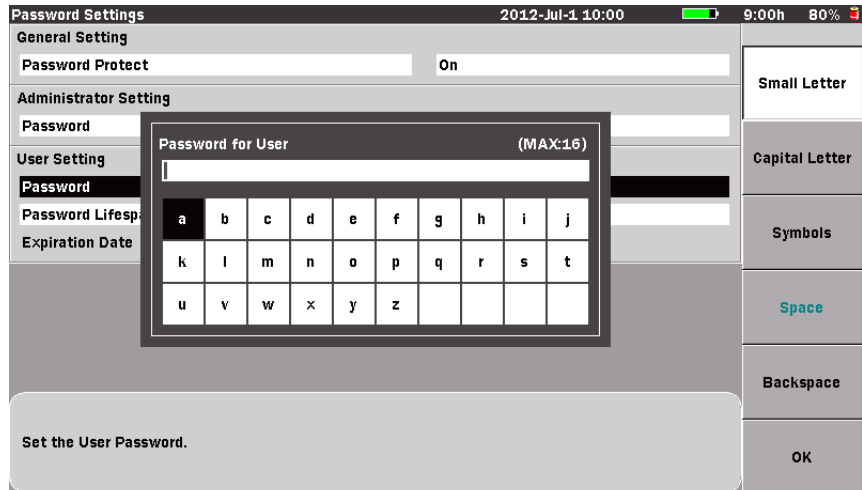 Password Settings 2012-Jul-1 10:00 9:00h 80%
General Setting
Password Protect On
Administrator Setting
Password
User Setting
Password
Password Lifespa
Expiration Date
Password for User (MAX:16)
a b c d e f g h i j
k l m n o p q r s t
u v w x y z
Set the User Password.
Small Letter
Capital Letter
Symbols
Space
Backspace
OK